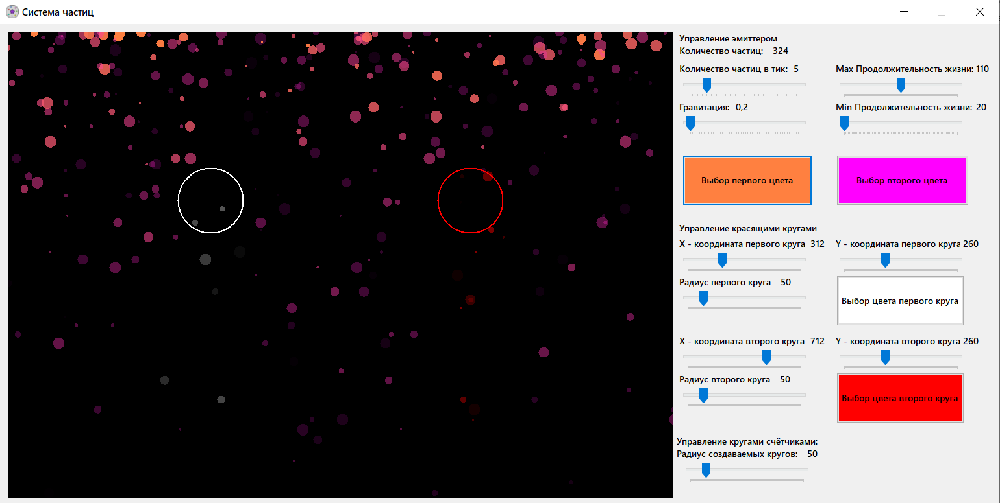 Система частиц
Управление эмиттером
Количество частиц: 324
Количество частиц в тик: 5
Max Продолжительность жизни: 110
Гравитация: 0,2
Min Продолжительность жизни: 20
Выбор первого цвета
Выбор второго цвета
Управление красящими кругами
X - координата первого круга 312
Y - координата первого круга 260
Радиус первого круга 50
Выбор цвета первого круга
X - координата второго круга 712
Y - координата второго круга 260
Радиус второго круга 50
Выбор цвета второго круга
Управление кругами счётчиками:
Радиус создаваемых кругов: 50